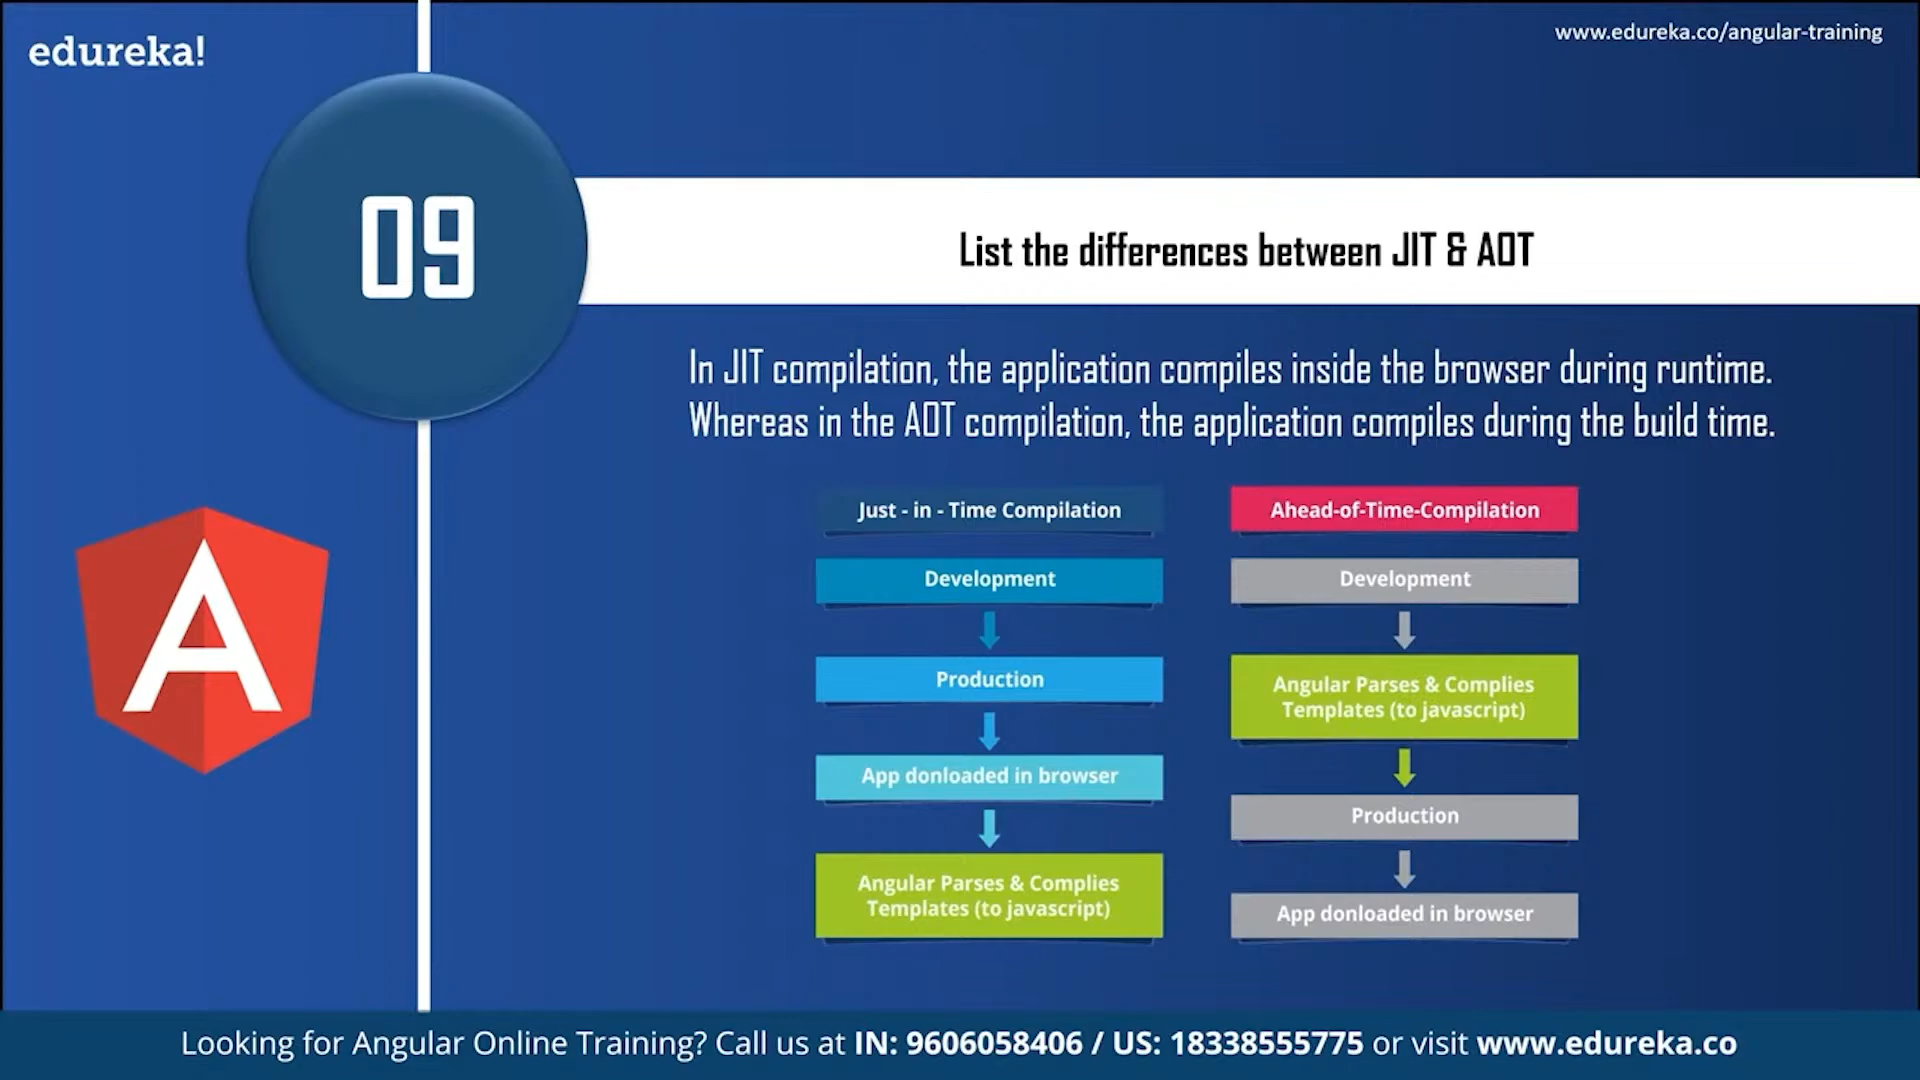 edureka!
www.edureka.co/angular-training
09
List the differences between JIT & AOT
In JIT compilation, the application compiles inside the browser during runtime.
Whereas in the AOT compilation, the application compiles during the build time.
Just - in - Time Compilation
Development
Production
App donloaded in browser
Angular Parses & Complies
Templates (to javascript)
Ahead-of-Time-Compilation
Development
Angular Parses & Complies
Templates (to javascript)
Production
App donloaded in browser
A
Looking for Angular Online Training? Call us at IN: 9606058406 / US: 18338555775 or visit www.edureka.co